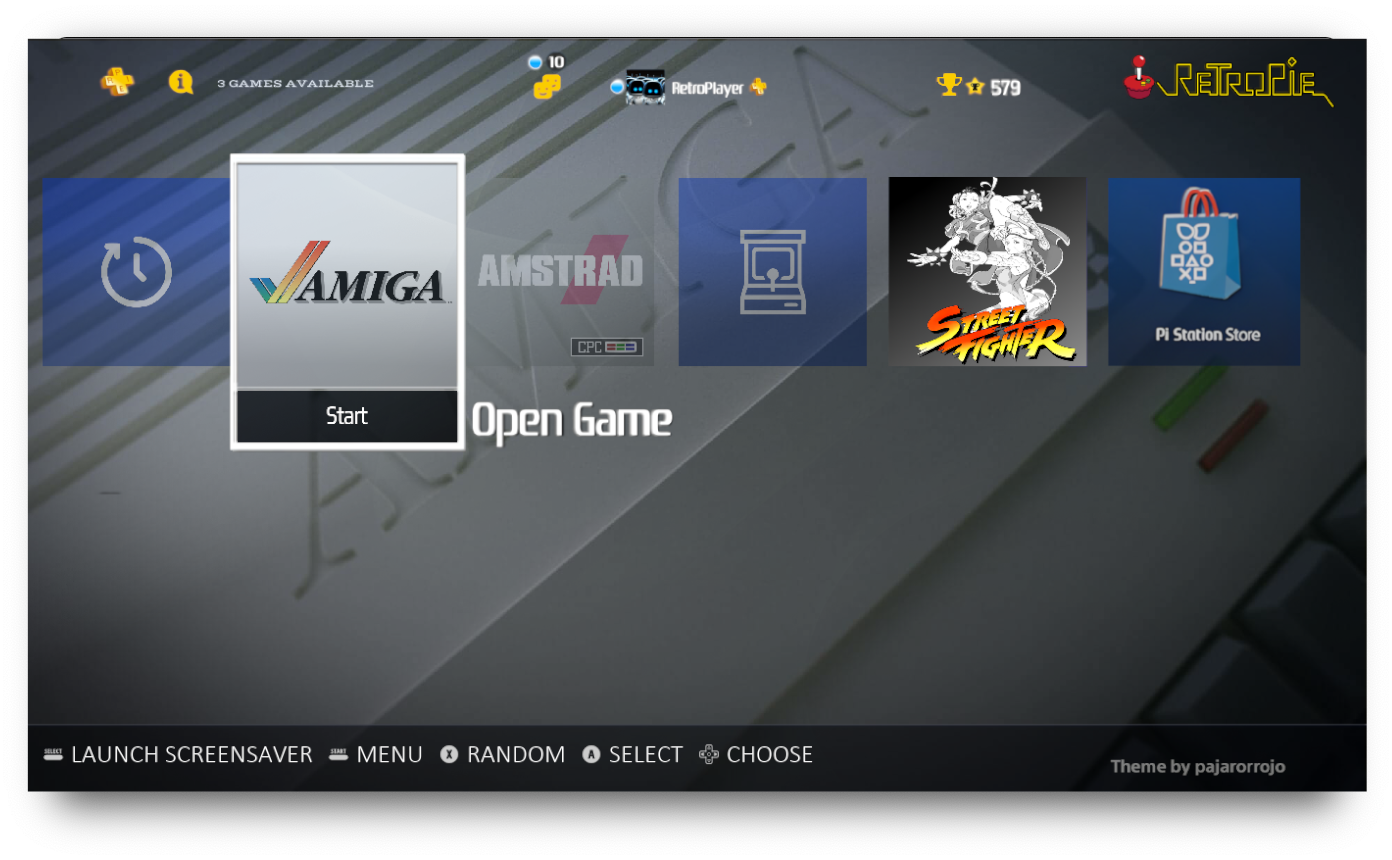 3 GAMES AVAILABLE
10
RetroPlayer
579
RETROPIE
AMIGA
AMIGA
AMSTRAD
CPC
STREET
FIGHTER
Pi Station Store
Start
Open Game
SELECT LAUNCH SCREENSAVER START MENU X RANDOM A SELECT CHOOSE
Theme by pajarorrojo